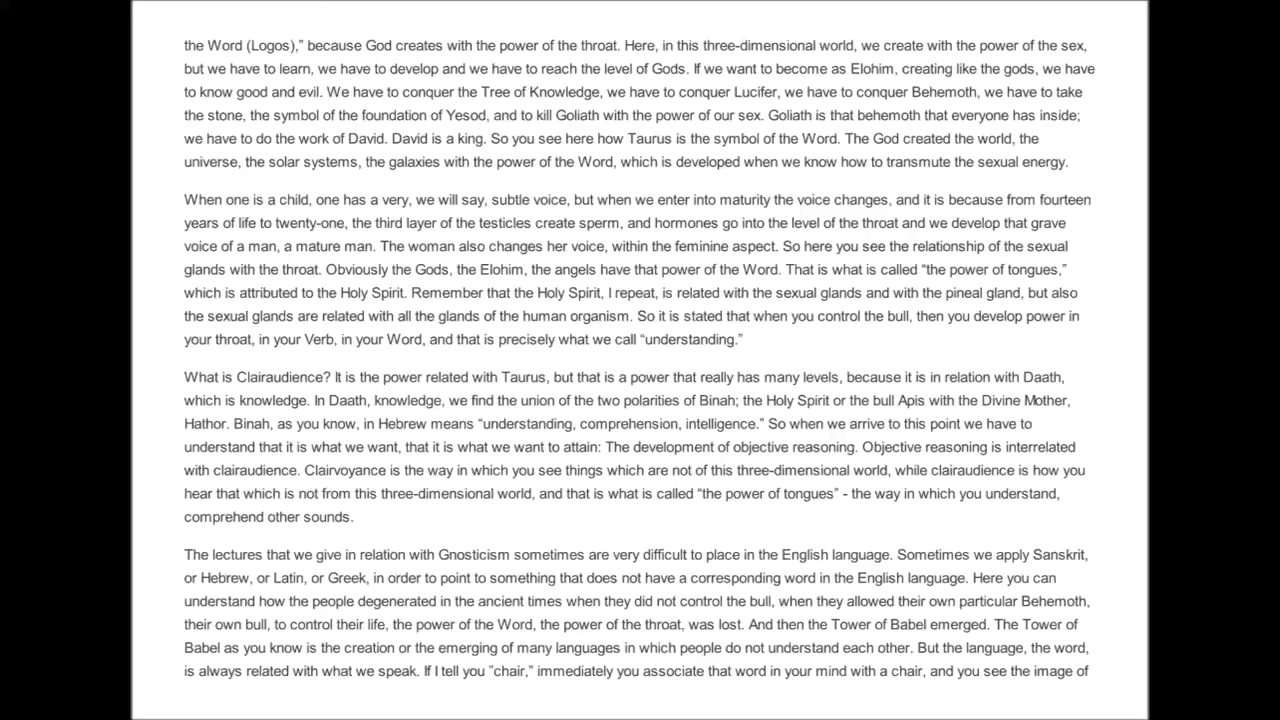 the Word (Logos),” because God creates with the power of the throat. Here, in this three-dimensional world, we create with the power of the sex,
but we have to learn, we have to develop and we have to reach the level of Gods. If we want to become as Elohim, creating like the gods, we have
to know good and evil. We have to conquer the Tree of Knowledge, we have to conquer Lucifer, we have to conquer Behemoth, we have to take
the stone, the symbol of the foundation of Yesod, and to kill Goliath with the power of our sex. Goliath is that behemoth that everyone has inside;
we have to do the work of David. David is a king. So you see here how Taurus is the symbol of the Word. The God created the world, the
universe, the solar systems, the galaxies with the power of the Word, which is developed when we know how to transmute the sexual energy.
When one is a child, one has a very, we will say, subtle voice, but when we enter into maturity the voice changes, and it is because from fourteen
years of life to twenty-one, the third layer of the testicles create sperm, and hormones go into the level of the throat and we develop that grave
voice of a man, a mature man. The woman also changes her voice, within the feminine aspect. So here you see the relationship of the sexual
glands with the throat. Obviously the Gods, the Elohim, the angels have that power of the Word. That is what is called “the power of tongues,”
which is attributed to the Holy Spirit. Remember that the Holy Spirit, I repeat, is related with the sexual glands and with the pineal gland, but also
the sexual glands are related with all the glands of the human organism. So it is stated that when you control the bull, then you develop power in
your throat, in your Verb, in your Word, and that is precisely what we call “understanding.”
What is Clairaudience? It is the power related with Taurus, but that is a power that really has many levels, because it is in relation with Daath,
which is knowledge. In Daath, knowledge, we find the union of the two polarities of Binah; the Holy Spirit or the bull Apis with the Divine Mother,
Hathor. Binah, as you know, in Hebrew means “understanding, comprehension, intelligence.” So when we arrive to this point we have to
understand that it is what we want, that it is what we want to attain: The development of objective reasoning. Objective reasoning is interrelated
with clairaudience. Clairvoyance is the way in which you see things which are not of this three-dimensional world, while clairaudience is how you
hear that which is not from this three-dimensional world, and that is what is called “the power of tongues” - the way in which you understand,
comprehend other sounds.
The lectures that we give in relation with Gnosticism sometimes are very difficult to place in the English language. Sometimes we apply Sanskrit,
or Hebrew, or Latin, or Greek, in order to point to something that does not have a corresponding word in the English language. Here you can
understand how the people degenerated in the ancient times when they did not control the bull, when they allowed their own particular Behemoth,
their own bull, to control their life, the power of the Word, the power of the throat, was lost. And then the Tower of Babel emerged. The Tower of
Babel as you know is the creation or the emerging of many languages in which people do not understand each other. But the language, the word,
is always related with what we speak. If I tell you ”chair,” immediately you associate that word in your mind with a chair, and you see the image of